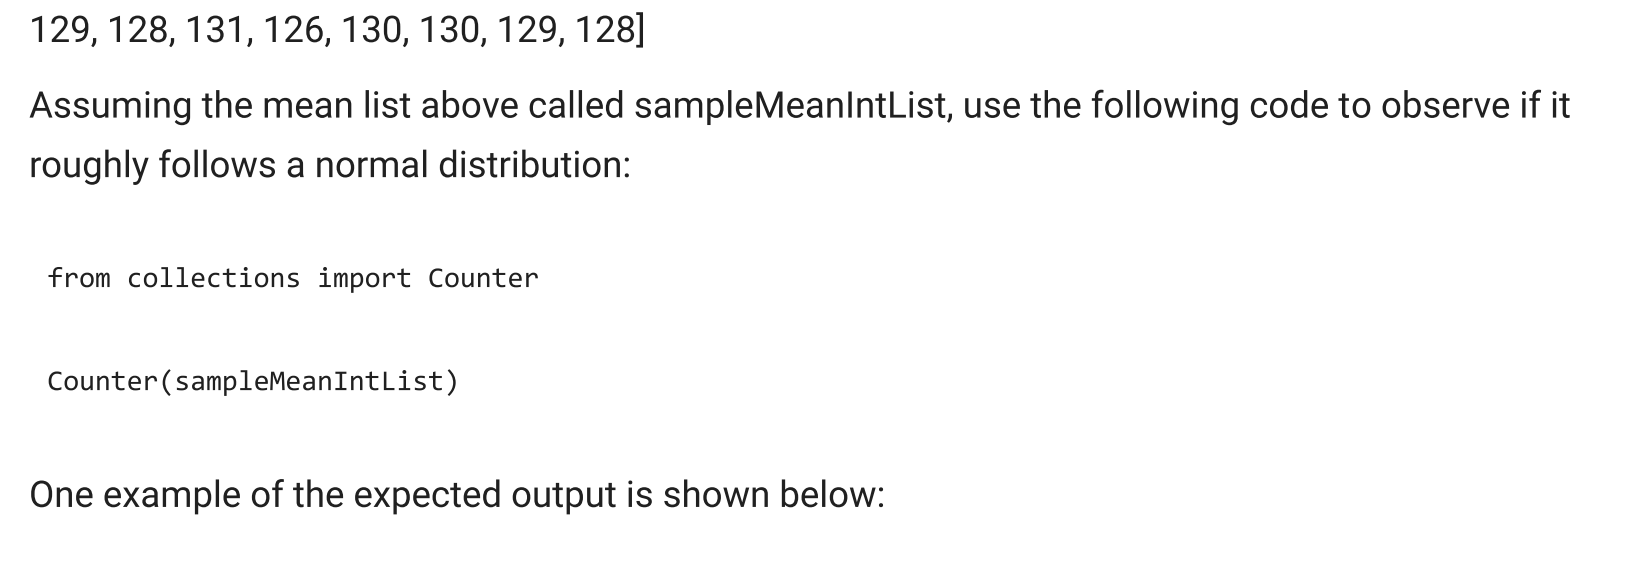 129, 128, 131, 126, 130, 130, 129, 128]
Assuming the mean list above called sampleMeanIntList, use the following code to observe if it
roughly follows a normal distribution:
from collections import Counter
Counter(sampleMeanIntList)
One example of the expected output is shown below: